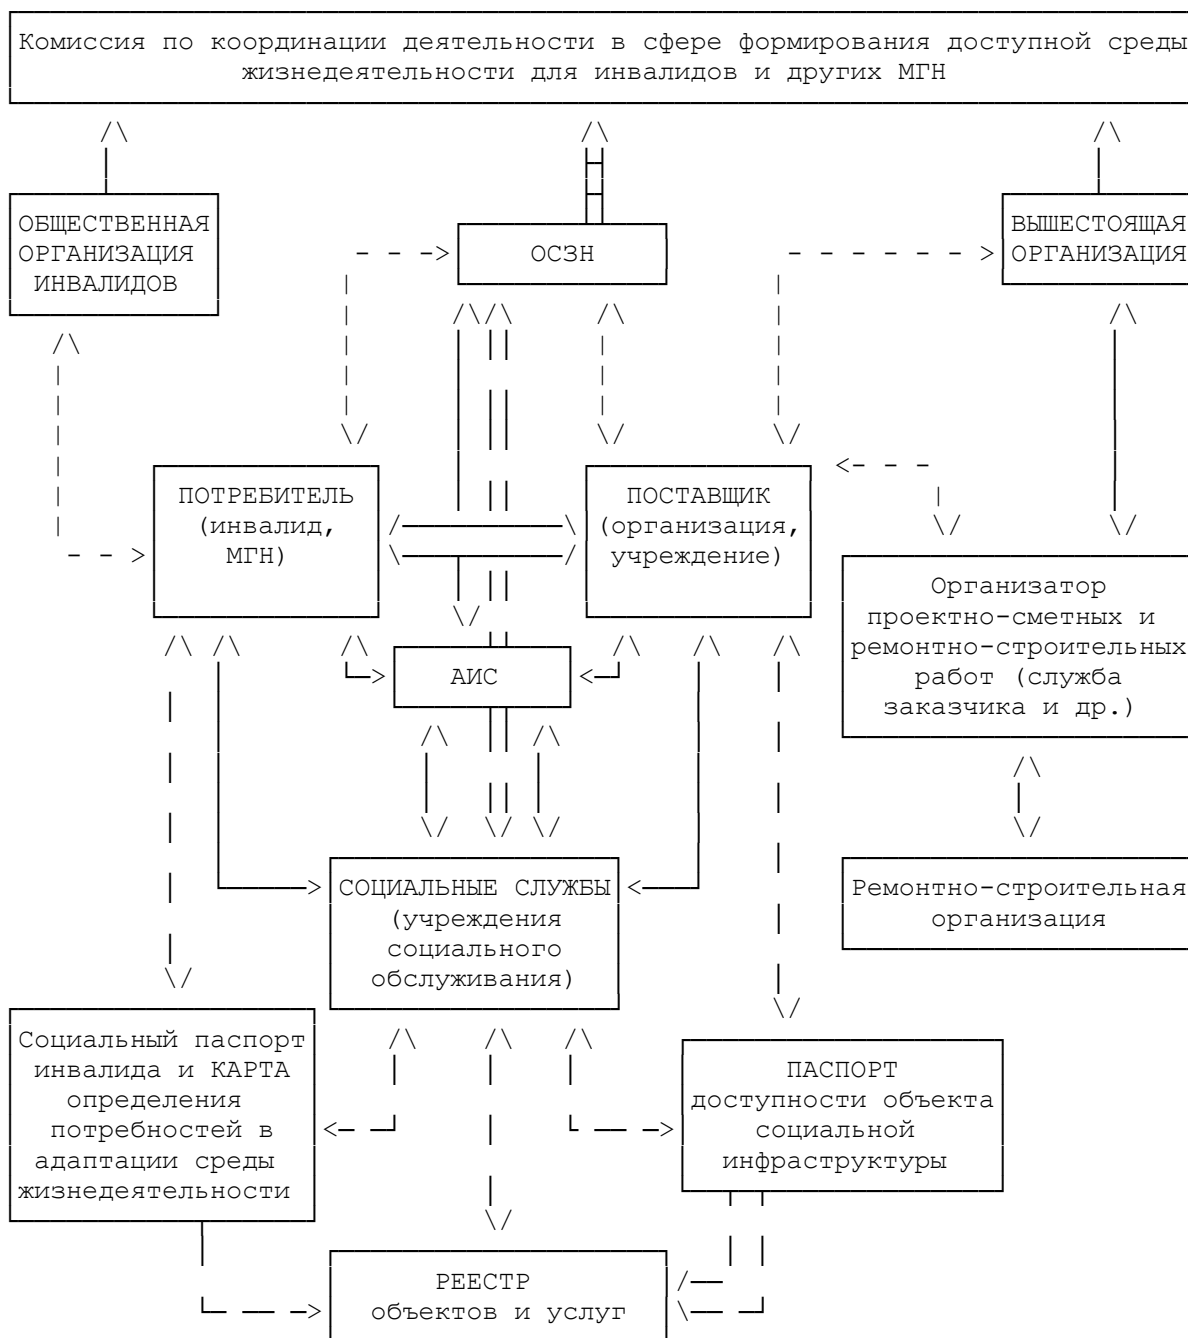 Комиссия по координации деятельности в сфере формирования доступной среды
жизнедеятельности для инвалидов и других МГН
ОБЩЕСТВЕННАЯ
ОРГАНИЗАЦИЯ
ИНВАЛИДОВ
ОСЗН
ВЫШЕСТОЯЩАЯ
ОРГАНИЗАЦИЯ
ПОТРЕБИТЕЛЬ
(инвалид,
МГН)
ПОСТАВЩИК
(организация,
учреждение)
Организатор
проектно-сметных и
ремонтно-строительных
работ (служба
заказчика и др.)
АИС
СОЦИАЛЬНЫЕ СЛУЖБЫ
(учреждения
социального
обслуживания)
Ремонтно-строительная
организация
Социальный паспорт
инвалида и КАРТА
определения
потребностей в
адаптации среды
жизнедеятельности
ПАСПОРТ
доступности объекта
социальной
инфраструктуры
РЕЕСТР
объектов и услуг